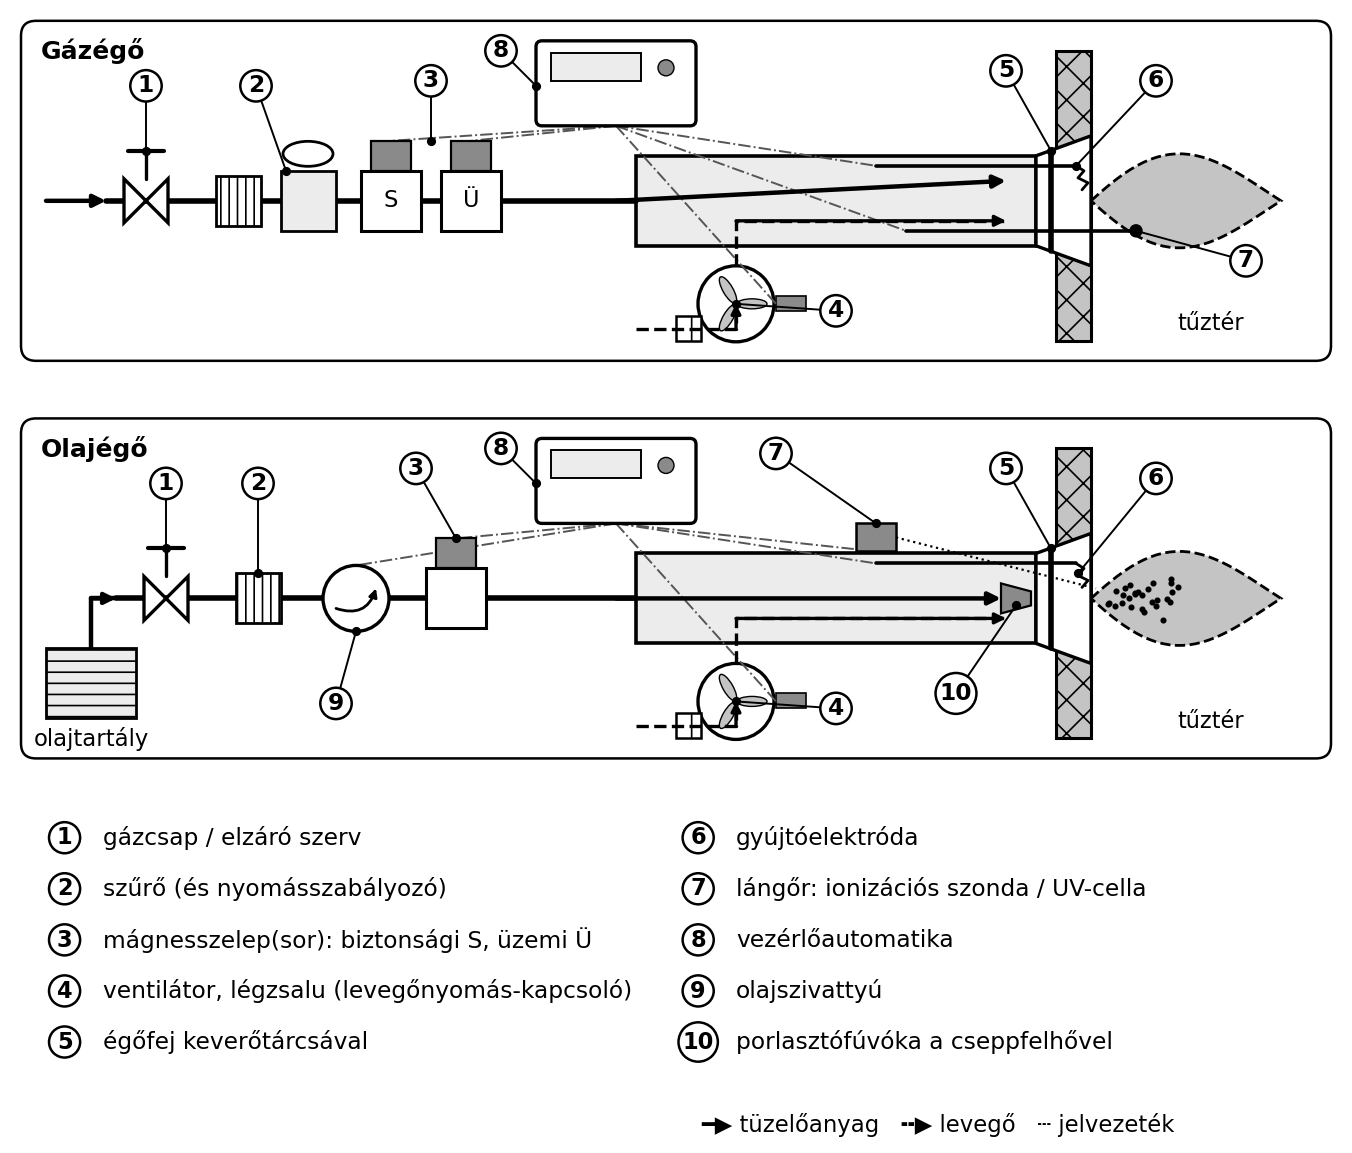 Gázégő
1
2
3
8
5
6
S
Ü
4
7
tűztér
Olajégő
1
2
3
8
7
5
6
9
4
10
olajtartály
tűztér
1 gázcsap / elzáró szerv
2 szűrő (és nyomásszabályozó)
3 mágnesszelep(sor): biztonsági S, üzemi Ü
4 ventilátor, légzsalu (levegőnyomás-kapcsoló)
5 égőfej keverőtárcsával
6 gyújtóelektróda
7 lángőr: ionizációs szonda / UV-cella
8 vezérlőautomatika
9 olajszivattyú
10 porlasztófúvóka a cseppfelhővel
tüzelőanyag levegő jelvezeték